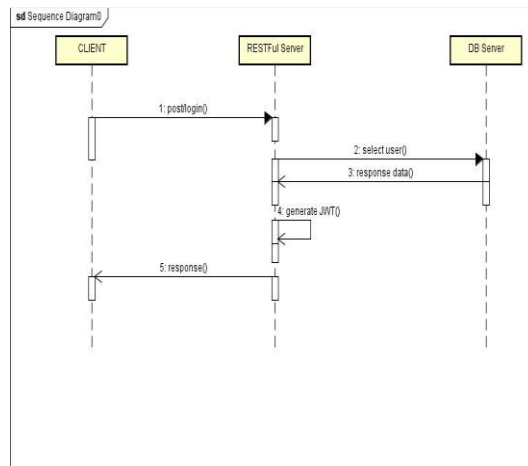 sd Sequence Diagram0
CLIENT
RESTFul Server
DB Server
1: post/login()
2: select user()
3: response data()
4: generate JWT()
5: response()